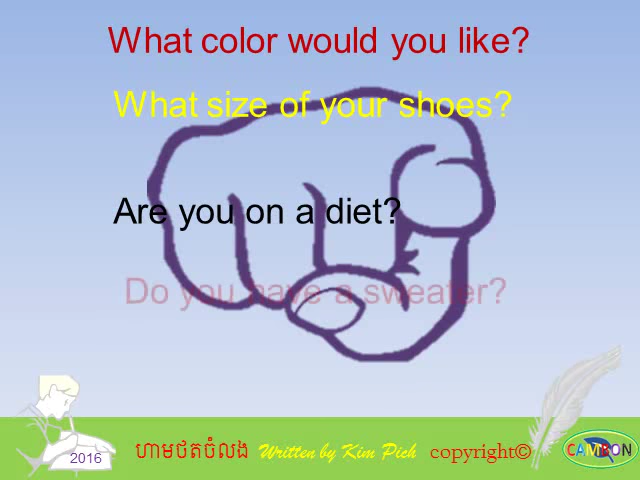 What color would you like?
What size of your shoes?
Are you on a diet?
Do you have a sweater?
2016 ហាមថតចំលង Written by Kim Pich copyright© CAMBON